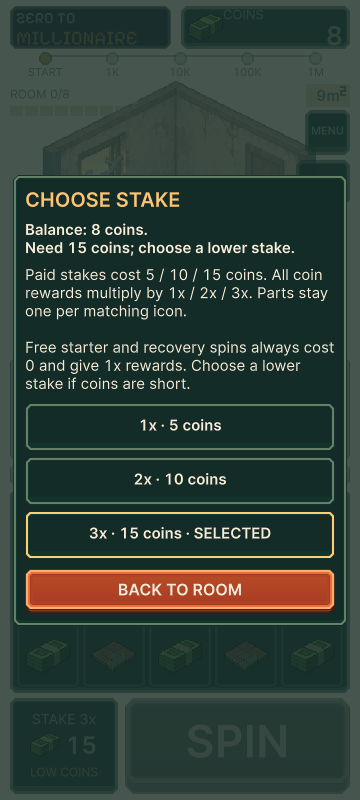 ZERO TO
MILLIONAIRE
COINS
8
START
1K
10K
100K
1M
ROOM 0/8
9m²
MENU
CHOOSE STAKE
Balance: 8 coins.
Need 15 coins; choose a lower stake.
Paid stakes cost 5 / 10 / 15 coins. All coin
rewards multiply by 1x / 2x / 3x. Parts stay
one per matching icon.
Free starter and recovery spins always cost
0 and give 1x rewards. Choose a lower
stake if coins are short.
1x · 5 coins
2x · 10 coins
3x · 15 coins · SELECTED
BACK TO ROOM
STAKE 3x
15
LOW COINS
SPIN